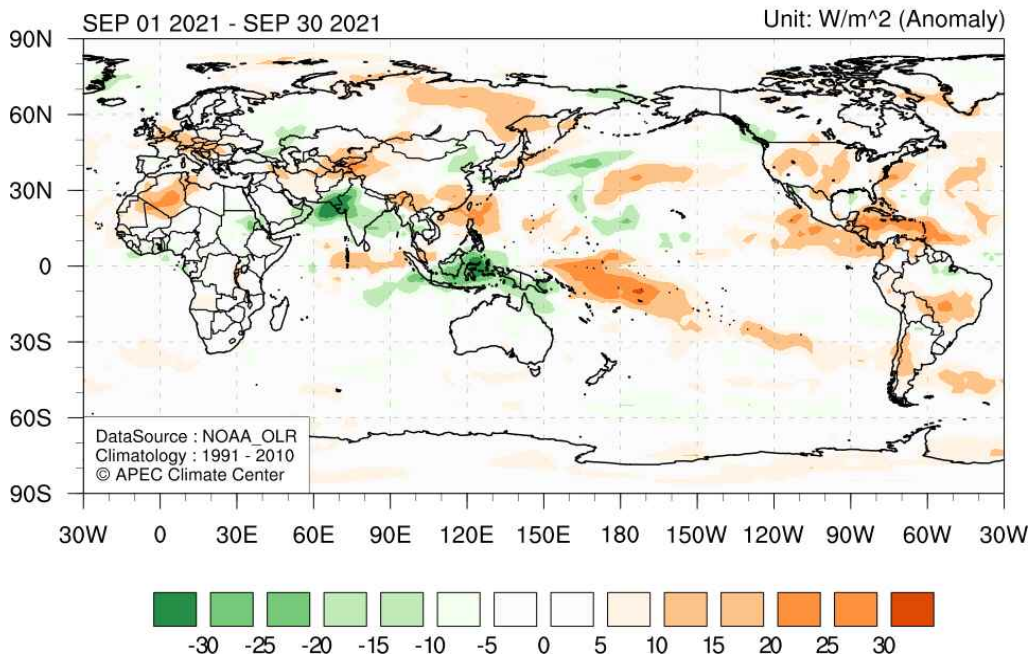 SEP 01 2021 - SEP 30 2021 Unit: W/m^2 (Anomaly)
90N
60N
30N
0
30S
60S
90S
DataSource : NOAA_OLR
Climatology : 1991 - 2010
© APEC Climate Center
30W 0 30E 60E 90E 120E 150E 180 150W 120W 90W 60W 30W
-30 -25 -20 -15 -10 -5 0 5 10 15 20 25 30